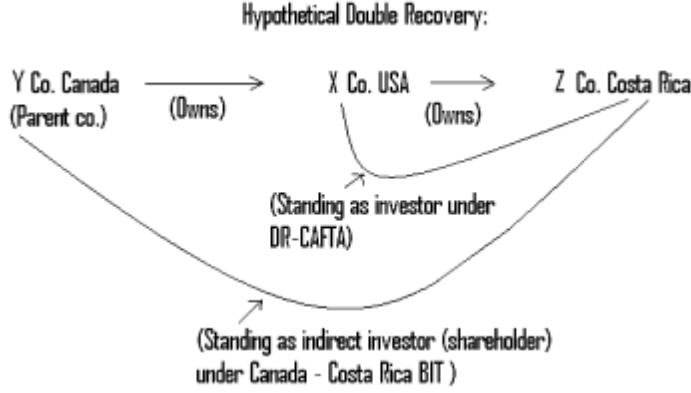 Hypothetical Double Recovery:
Y Co. Canada
(Parent co.)
(Owns)
X Co. USA
(Owns)
Z Co. Costa Rica
(Standing as investor under
DR-CAFTA)
(Standing as indirect investor (shareholder)
under Canada - Costa Rica BIT )